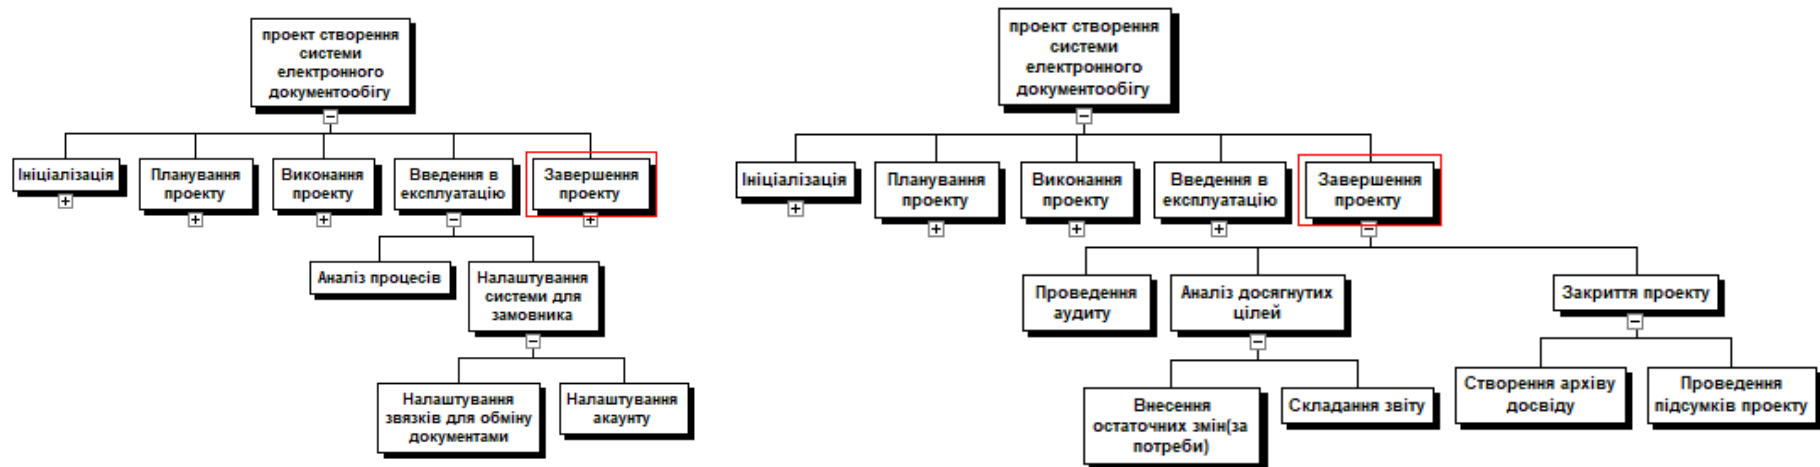 проект створення
системи
електронного
документообігу
Ініціалізація
Планування
проекту
Виконання
проекту
Введення в
експлуатацію
Завершення
проекту
Аналіз процесів
Налаштування
системи для
замовника
Налаштування
звязків для обміну
документами
Налаштування
акаунту
проект створення
системи
електронного
документообігу
Ініціалізація
Планування
проекту
Виконання
проекту
Введення в
експлуатацію
Завершення
проекту
Проведення
аудиту
Аналіз досягнутих
цілей
Закриття проекту
Внесення
остаточних змін(за
потреби)
Складання звіту
Створення архіву
досвіду
Проведення
підсумків проекту